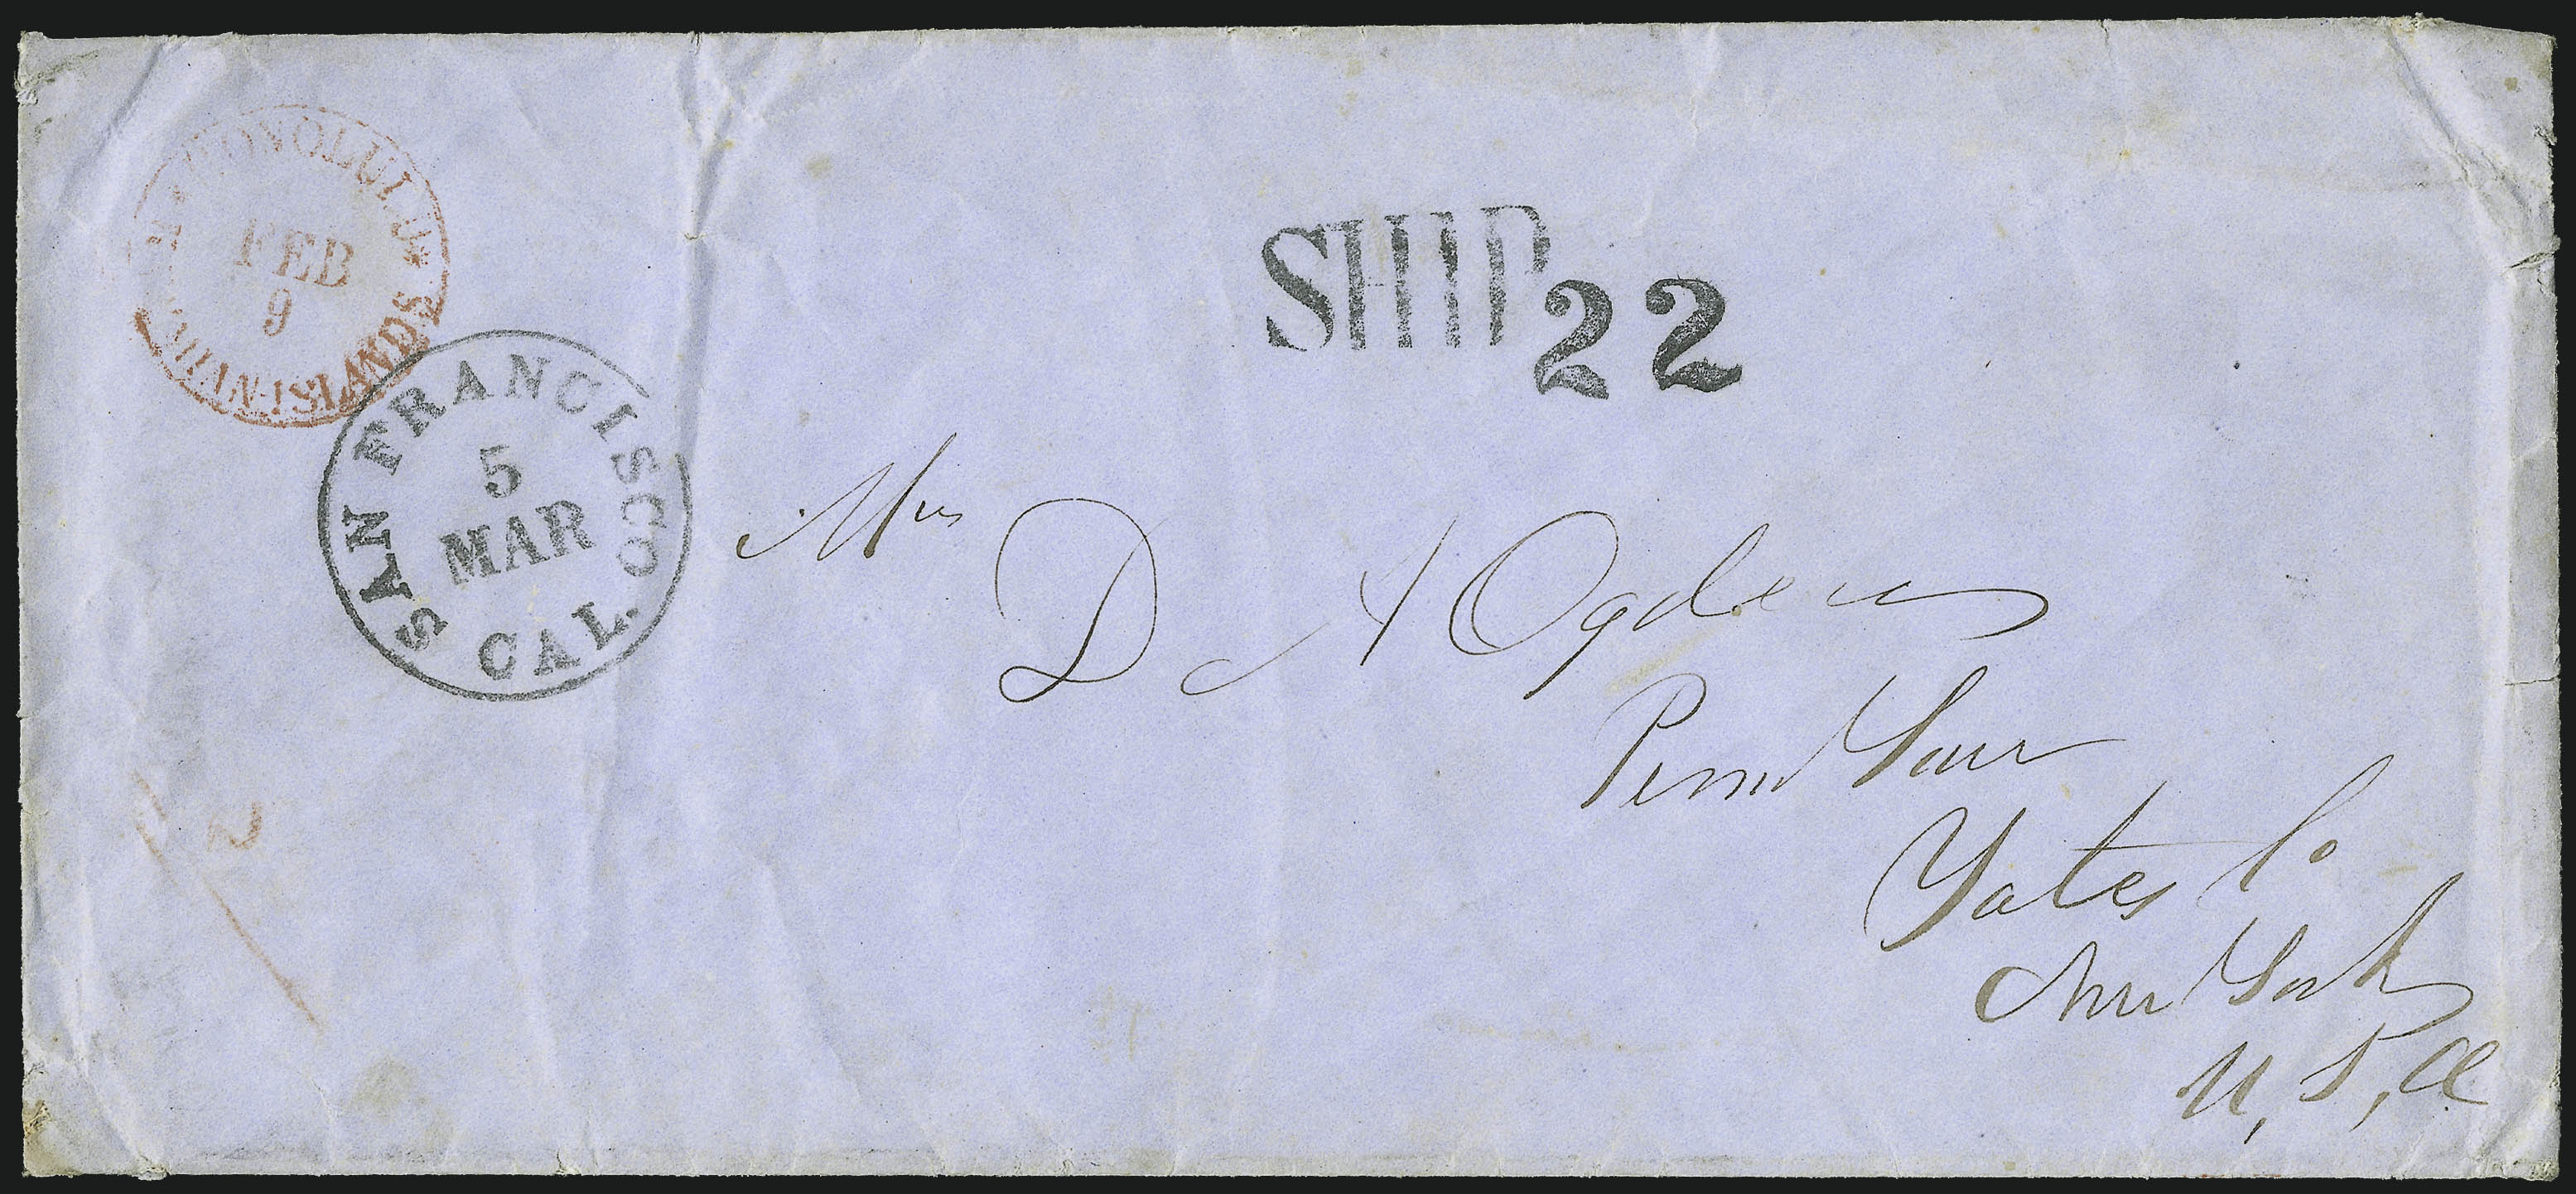 HONOLULU * HAWAIIAN-ISLANDS *
FEB
9
SAN FRANCISCO
5
MAR
CAL.
SHIP
22
Mrs
D A Ogden
Penn Yann
Yates Co
New York
U, S, A